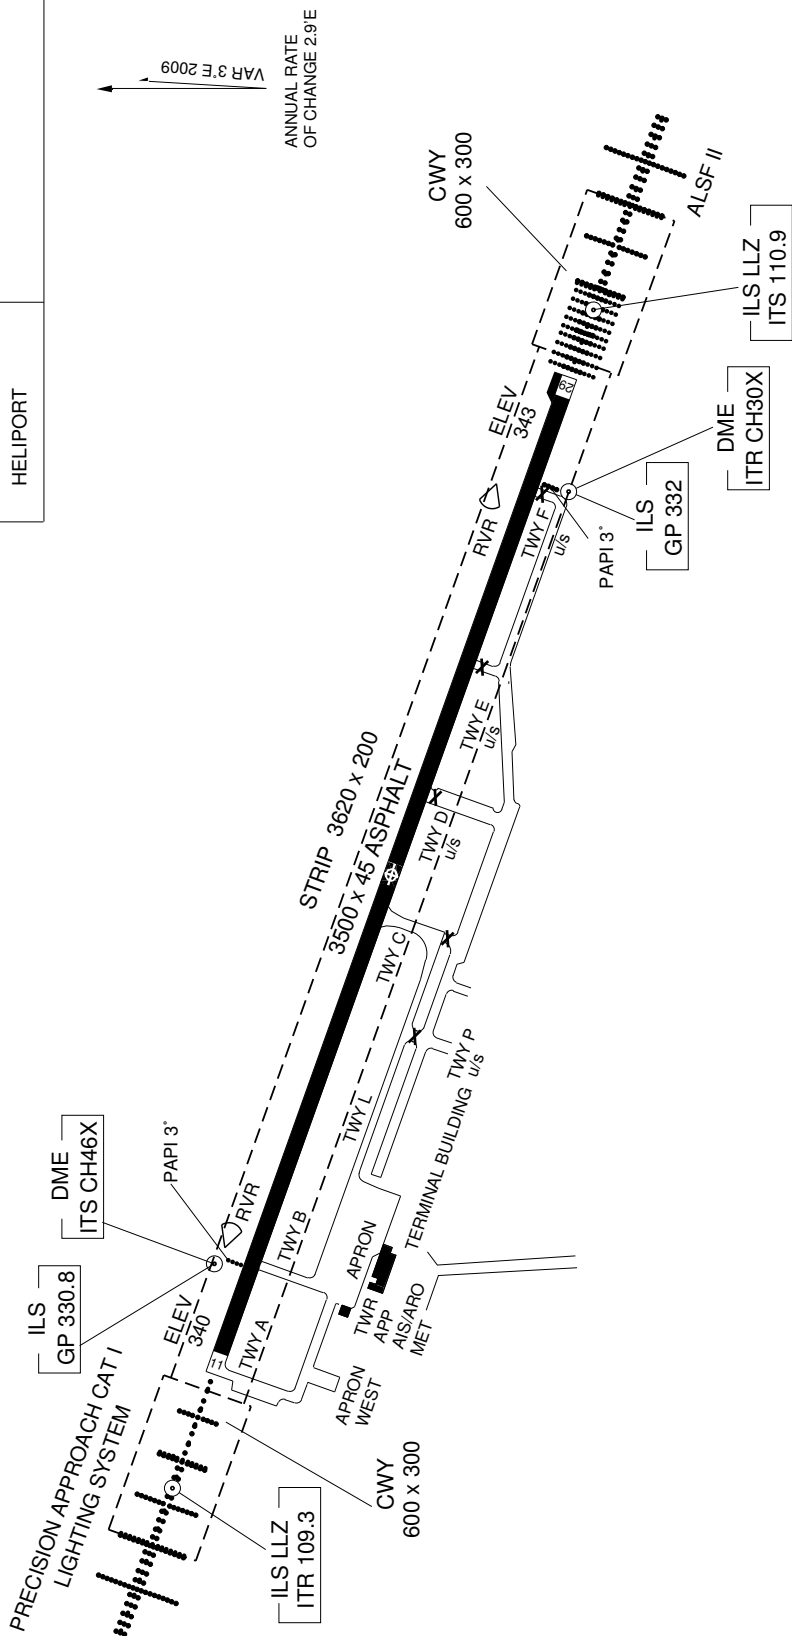 HELIPORT
VAR 3°E 2009
ANNUAL RATE
OF CHANGE 2.9'E
CWY
600 x 300
ALSF II
ILS LLZ
ITS 110.9
DME
ITR CH30X
ILS
GP 332
PAPI 3°
ELEV
343
29
RVR
TWY F
u/s
TWY E
u/s
TWY D
u/s
STRIP 3620 x 200
3500 x 45 ASPHALT
TWY C
TWY P
u/s
TWY L
TERMINAL BUILDING
DME
ITS CH46X
PAPI 3°
RVR
TWY B
APRON
TWR
APP
AIS/ARO
MET
ILS
GP 330.8
ELEV
340
11
TWY A
APRON
WEST
PRECISION APPROACH CAT I
LIGHTING SYSTEM
CWY
600 x 300
ILS LLZ
ITR 109.3